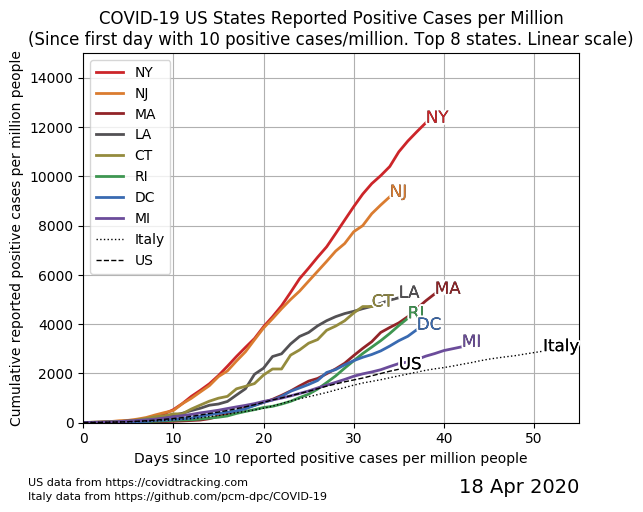 COVID-19 US States Reported Positive Cases per Million
(Since first day with 10 positive cases/million. Top 8 states. Linear scale)
Cumulative reported positive cases per million people
14000
12000
10000
8000
6000
4000
2000
0
NY
NJ
MA
LA
CT
RI
DC
MI
Italy
US
NY
NJ
LA
MA
CT
RI
DC
MI
Italy
US
0 10 20 30 40 50
Days since 10 reported positive cases per million people
US data from https://covidtracking.com
Italy data from https://github.com/pcm-dpc/COVID-19
18 Apr 2020